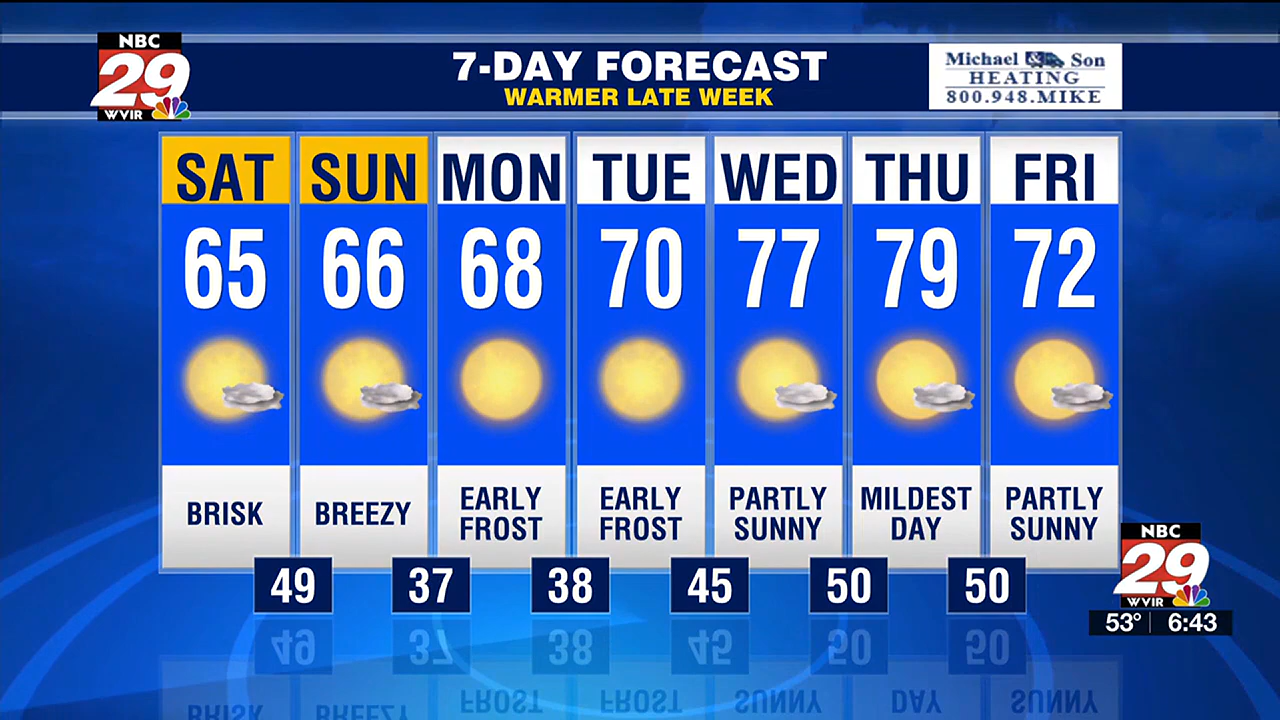 NBC
29
WVIR
7-DAY FORECAST
WARMER LATE WEEK
Michael & Son
HEATING
800.948.MIKE
SAT SUN MON TUE WED THU FRI
65 66 68 70 77 79 72
BRISK BREEZY EARLY FROST EARLY FROST PARTLY SUNNY MILDEST DAY PARTLY SUNNY
49 37 38 45 50 50
NBC
29
WVIR
53° 6:43